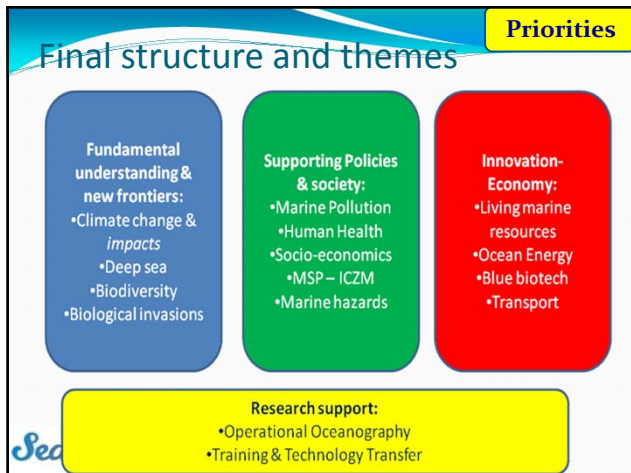 Priorities
Final structure and themes
Fundamental
understanding &
new frontiers:
•Climate change &
impacts
•Deep sea
•Biodiversity
•Biological invasions
Supporting Policies
& society:
•Marine Pollution
•Human Health
•Socio-economics
•MSP – ICZM
•Marine hazards
Innovation-
Economy:
•Living marine
resources
•Ocean Energy
•Blue biotech
•Transport
Research support:
•Operational Oceanography
•Training & Technology Transfer